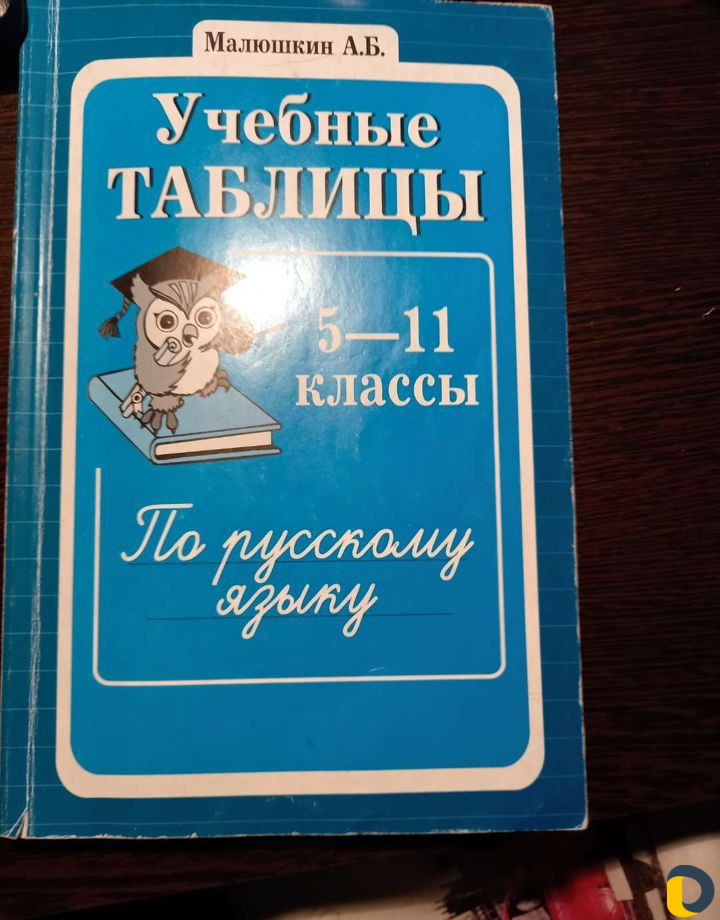 Малюшкин А.Б.
Учебные
ТАБЛИЦЫ
5—11
классы
По русскому
языку